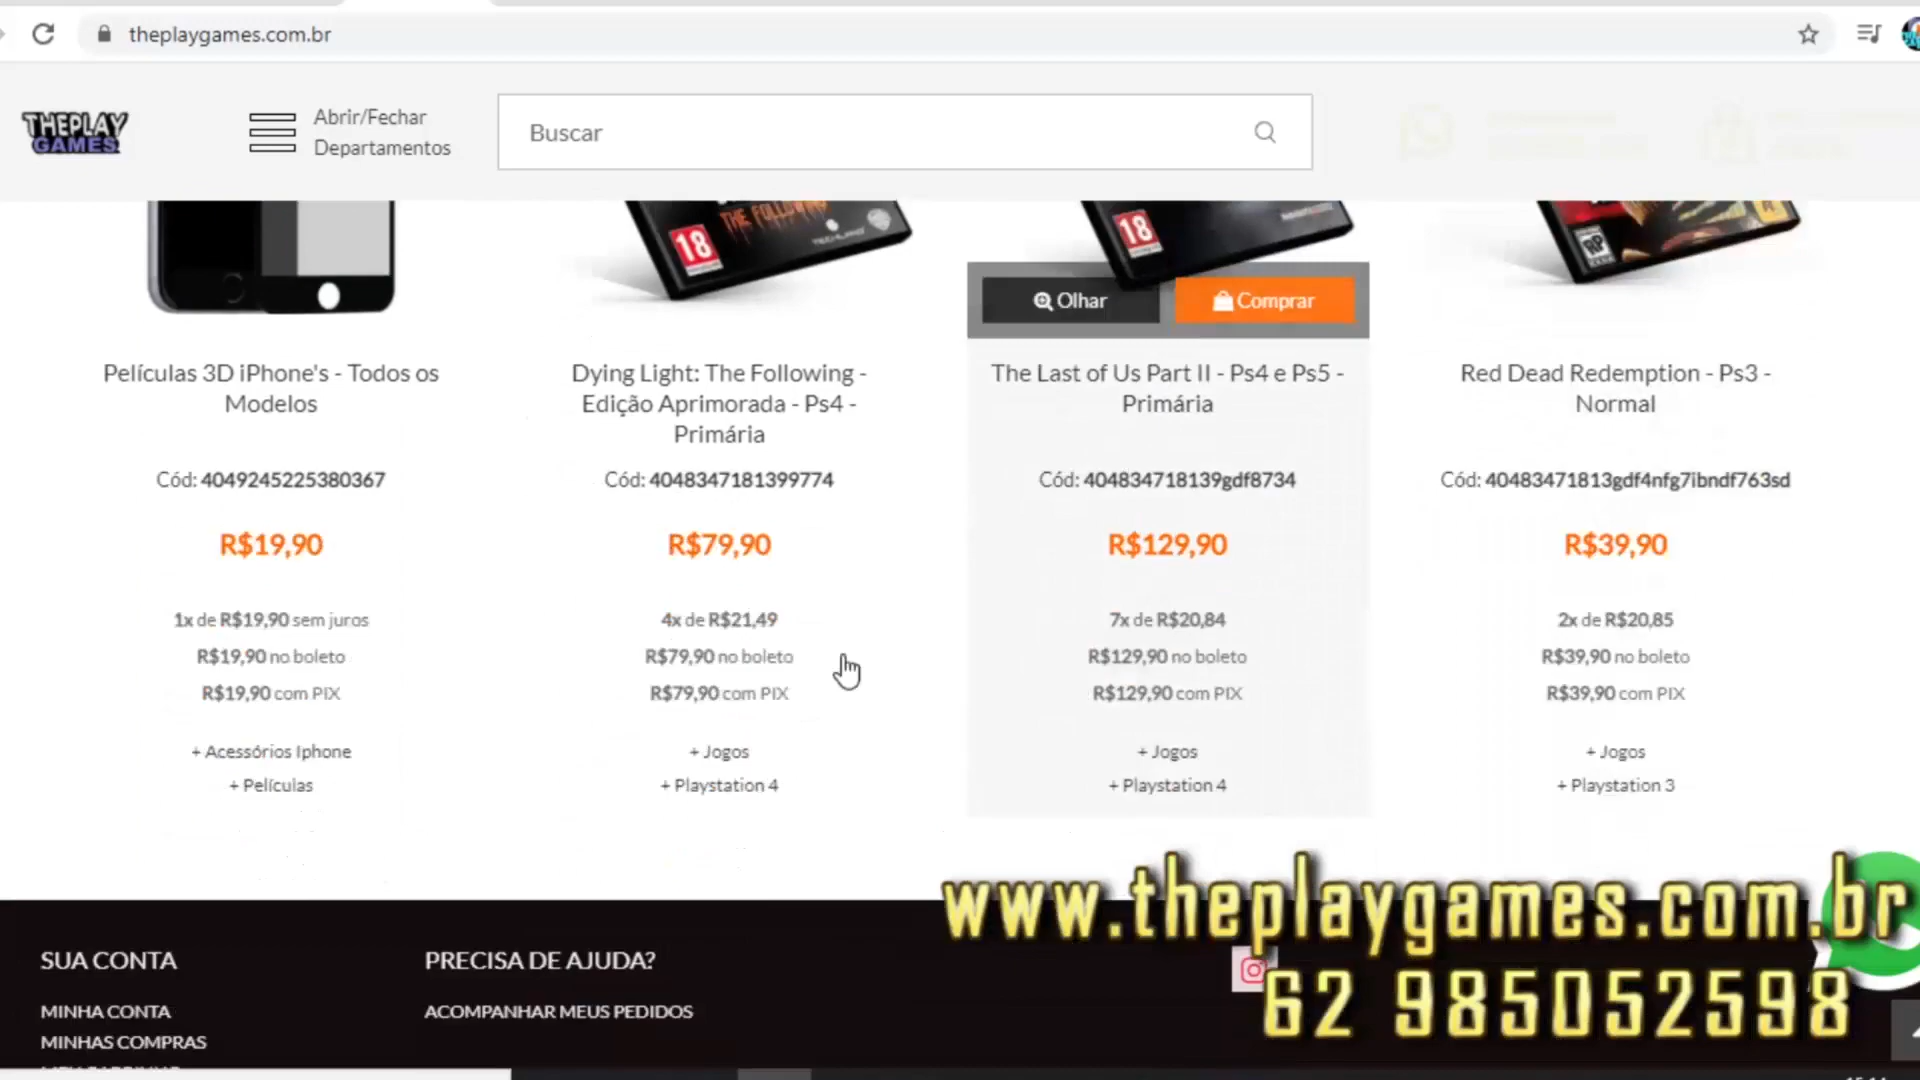 theplaygames.com.br
THEPLAY
GAMES
Abrir/Fechar
Departamentos
Buscar
THE FOLLOWING
TECHLAND
18
18
RP
Olhar
Comprar
Películas 3D iPhone's - Todos os
Modelos
Cód: 4049245225380367
R$19,90
1x de R$19,90 sem juros
R$19,90 no boleto
R$19,90 com PIX
+ Acessórios Iphone
+ Películas
Dying Light: The Following -
Edição Aprimorada - Ps4 -
Primária
Cód: 4048347181399774
R$79,90
4x de R$21,49
R$79,90 no boleto
R$79,90 com PIX
+ Jogos
+ Playstation 4
The Last of Us Part II - Ps4 e Ps5 -
Primária
Cód: 404834718139gdf8734
R$129,90
7x de R$20,84
R$129,90 no boleto
R$129,90 com PIX
+ Jogos
+ Playstation 4
Red Dead Redemption - Ps3 -
Normal
Cód: 40483471813gdf4nfg7ibndf763sd
R$39,90
2x de R$20,85
R$39,90 no boleto
R$39,90 com PIX
+ Jogos
+ Playstation 3
www.theplaygames.com.br
62 985052598
SUA CONTA
MINHA CONTA
MINHAS COMPRAS
PRECISA DE AJUDA?
ACOMPANHAR MEUS PEDIDOS